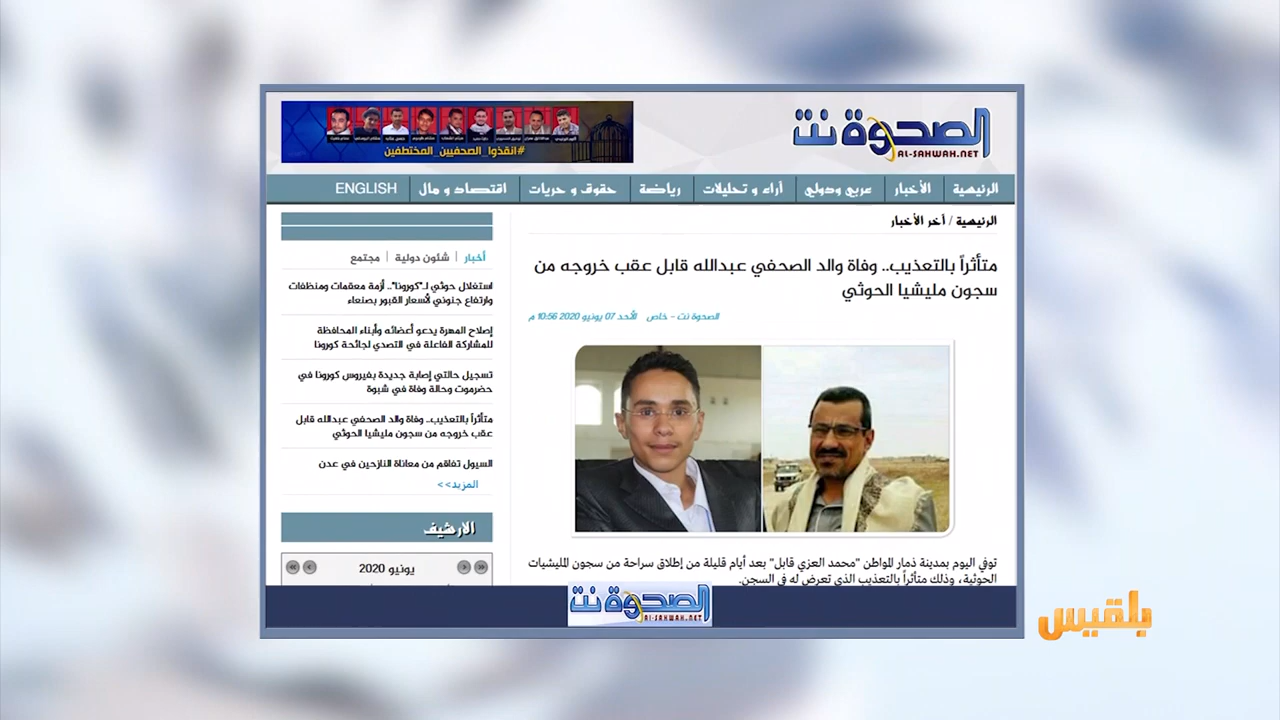 الصحوة نت
AL-SAHWAH.NET
#انقذوا_الصحفيين_المختطفين
الرئيسية
الأخبار
عربي ودولي
آراء و تحليلات
رياضة
حقوق و حريات
اقتصاد و مال
ENGLISH
الرئيسية / آخر الأخبار
متأثراً بالتعذيب.. وفاة والد الصحفي عبدالله قابل عقب خروجه من
سجون مليشيا الحوثي
الصحوة نت - خاص الأحد 07 يونيو 2020 10:56 م
توفي اليوم بمدينة ذمار المواطن "محمد العزي قابل" بعد أيام قليلة من إطلاق سراحة من سجون المليشيات
الحوثية، وذلك متأثراً بالتعذيب الذي تعرض له في السجن.
أخبار | شئون دولية | مجتمع
استغلال حوثي لـ"كورونا".. أزمة معقمات ومنظفات
وارتفاع جنوني لأسعار القبور بصنعاء
إصلاح المهرة يدعو أعضائه وأبناء المحافظة
للمشاركة الفاعلة في التصدي لجائحة كورونا
تسجيل حالتي إصابة جديدة بفيروس كورونا في
حضرموت وحالة وفاة في شبوة
متأثراً بالتعذيب.. وفاة والد الصحفي عبدالله قابل
عقب خروجه من سجون مليشيا الحوثي
السيول تفاقم من معاناة النازحين في عدن
المزيد>>
الارشيف
يونيو 2020
الصحوة نت
AL-SAHWAH.NET
بلقيس